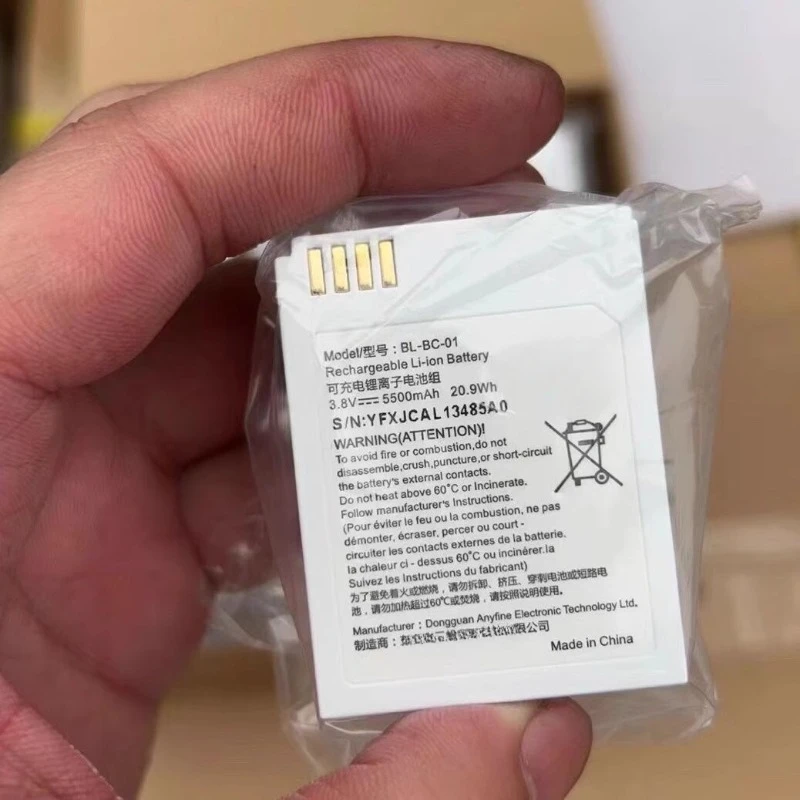 Model/型号：BL-BC-01
Rechargeable Li-ion Battery
可充电锂离子电池组
3.8V⎓ 5500mAh 20.9Wh
S/N:YFXJCAL13485A0
WARNING(ATTENTION)!
To avoid fire or combustion,do not
disassemble,crush,puncture,or short-circuit
the battery's external contacts.
Do not heat above 60℃ or Incinerate.
Follow manufacturer's Instructions.
(Pour éviter le feu ou la combustion, ne pas
démonter, écraser, percer ou court -
circuiter les contacts externes de la batterie.
la chaleur ci - dessus 60℃ ou incinérer.la
Suivez les Instructions du fabricant)
为了避免着火或燃烧，请勿拆卸、挤压、穿刺电池或短路电
池，请勿加热超过60℃或焚烧，请按照说明使用。
Manufacturer：Dongguan Anyfine Electronic Technology Ltd.
制造商：有限公司
Made in China